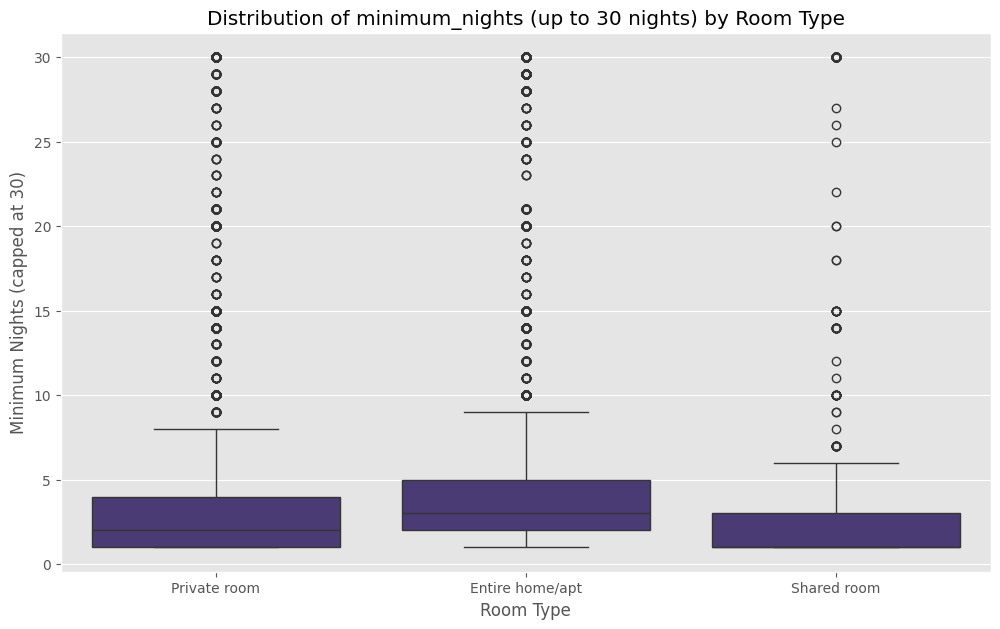 Distribution of minimum_nights (up to 30 nights) by Room Type
Minimum Nights (capped at 30)
30
25
20
15
10
5
0
Private room
Entire home/apt
Shared room
Room Type